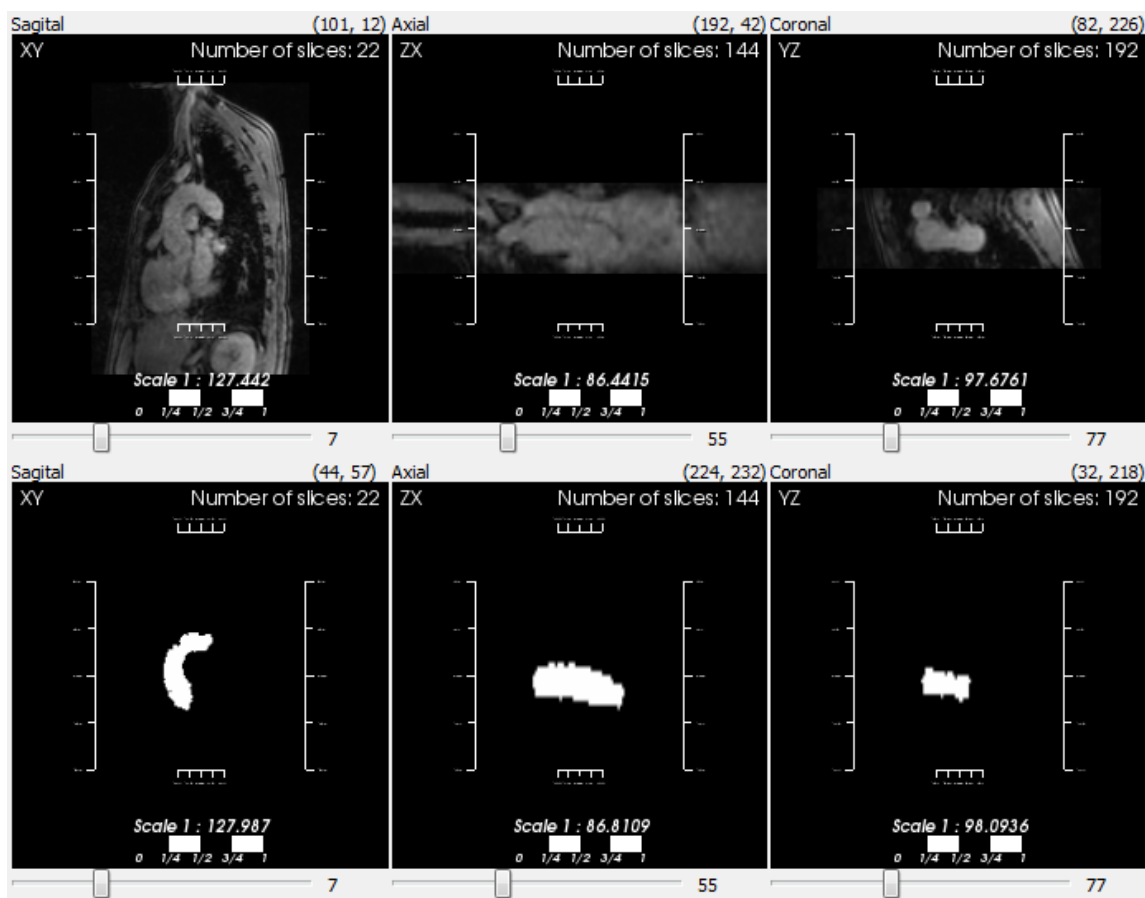 Sagital (101, 12)
Axial (192, 42)
Coronal (82, 226)
XY Number of slices: 22
ZX Number of slices: 144
YZ Number of slices: 192
Scale 1 : 127.442
0 1/4 1/2 3/4 1
Scale 1 : 86.4415
0 1/4 1/2 3/4 1
Scale 1 : 97.6761
0 1/4 1/2 3/4 1
7
55
77
Sagital (44, 57)
Axial (224, 232)
Coronal (32, 218)
XY Number of slices: 22
ZX Number of slices: 144
YZ Number of slices: 192
Scale 1 : 127.987
0 1/4 1/2 3/4 1
Scale 1 : 86.8109
0 1/4 1/2 3/4 1
Scale 1 : 98.0936
0 1/4 1/2 3/4 1
7
55
77